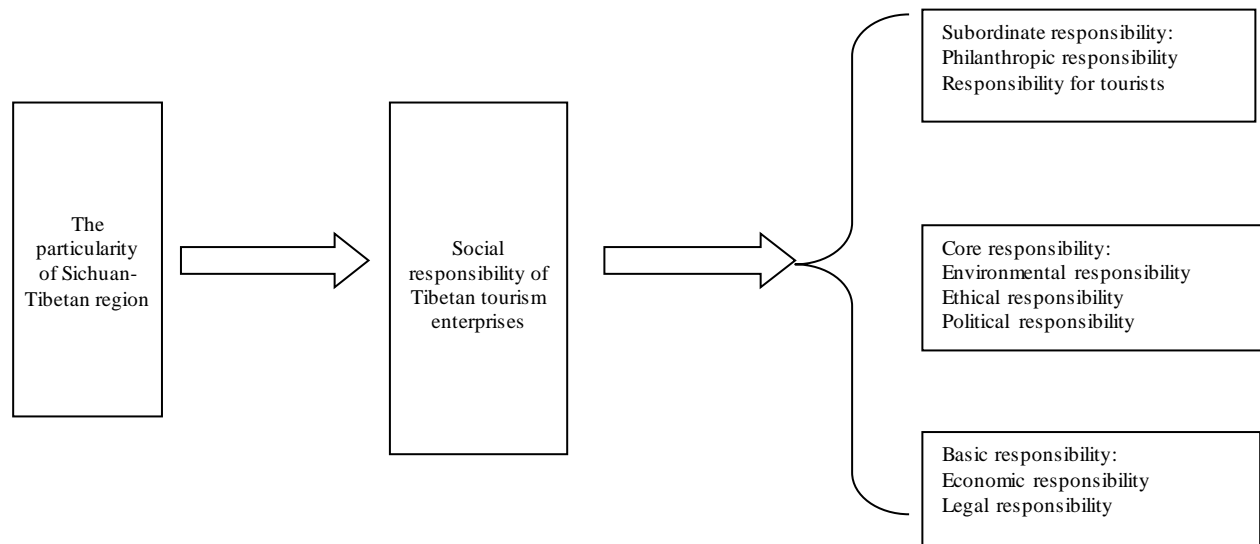 The
particularity
of Sichuan-
Tibetan region
Social
responsibility of
Tibetan tourism
enterprises
Subordinate responsibility:
Philanthropic responsibility
Responsibility for tourists
Core responsibility:
Environmental responsibility
Ethical responsibility
Political responsibility
Basic responsibility:
Economic responsibility
Legal responsibility